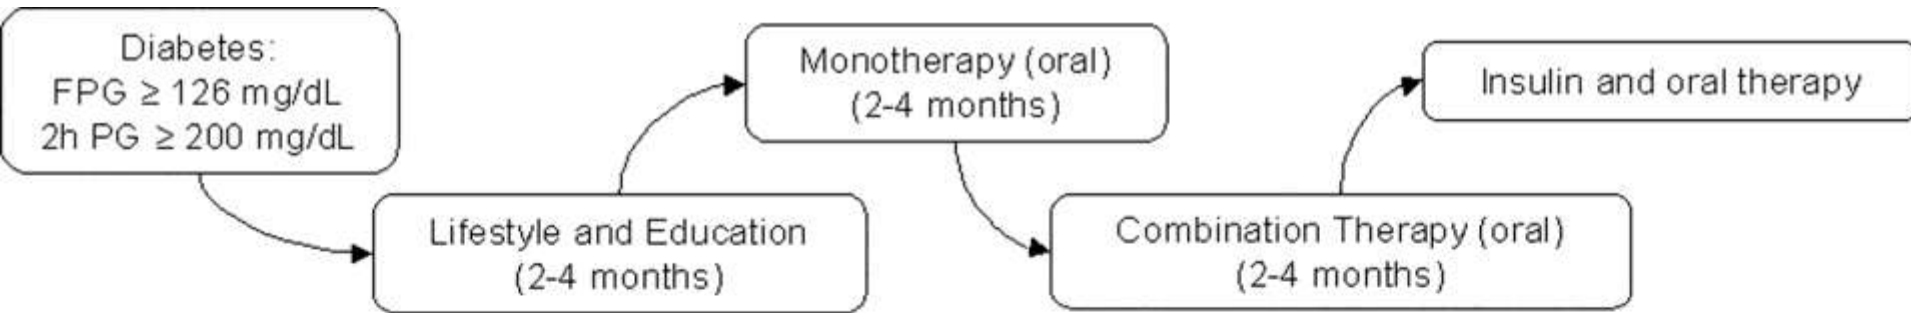 Diabetes:
FPG ≥ 126 mg/dL
2h PG ≥ 200 mg/dL
Lifestyle and Education
(2-4 months)
Monotherapy (oral)
(2-4 months)
Combination Therapy (oral)
(2-4 months)
Insulin and oral therapy